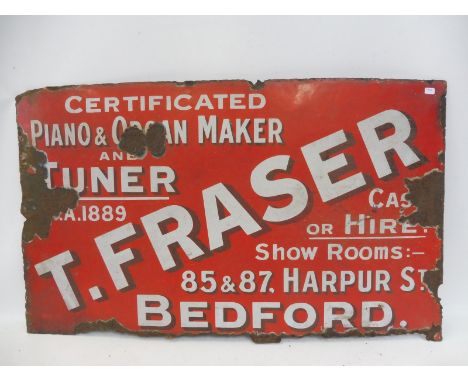 CERTIFICATED
PIANO & ORGAN MAKER
AND
TUNER
A.1889
T. FRASER
CAS
OR HIRE.
Show Rooms:-
85 & 87, HARPUR ST
BEDFORD.